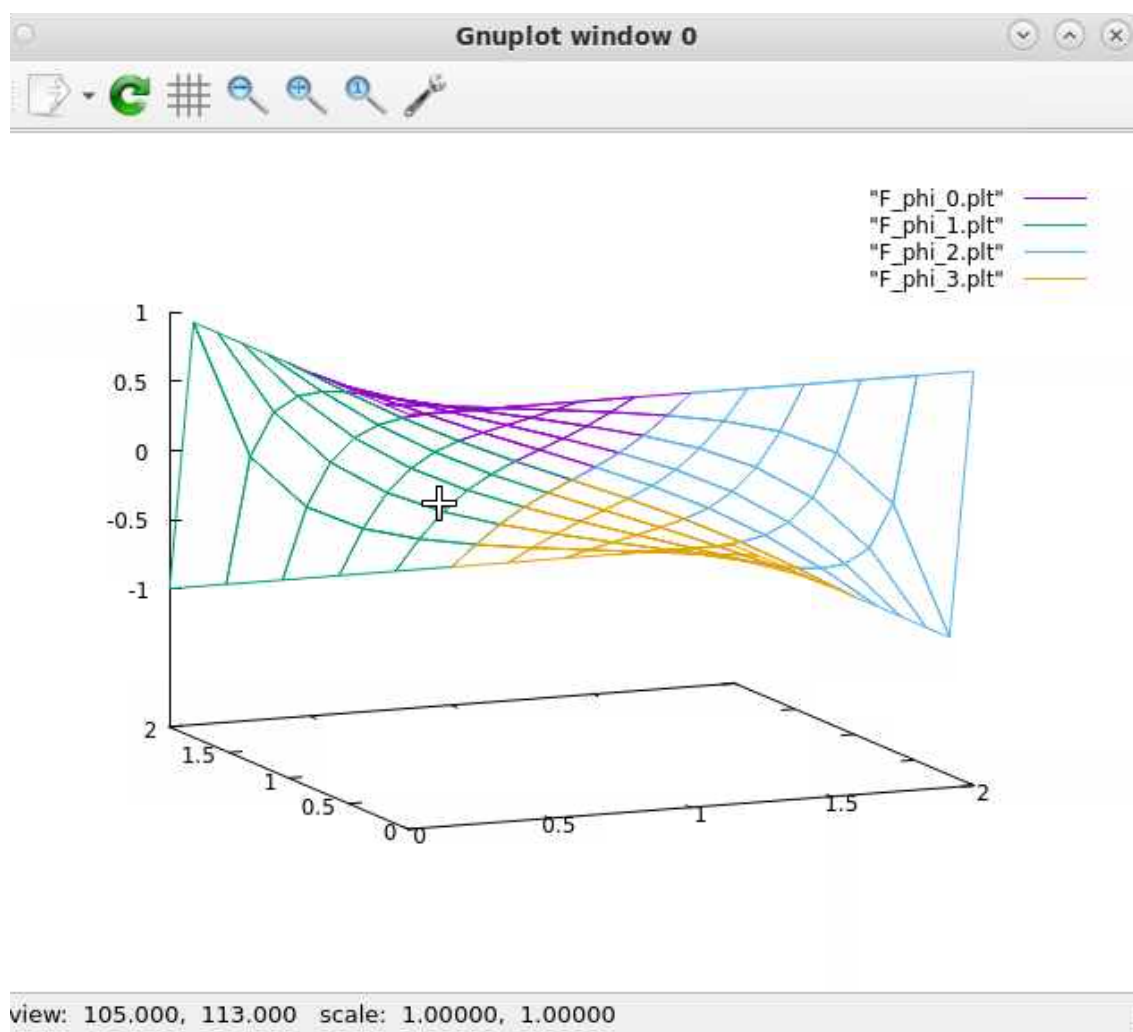 Gnuplot window 0
"F_phi_0.plt"
"F_phi_1.plt"
"F_phi_2.plt"
"F_phi_3.plt"
1
0.5
0
-0.5
-1
2
1.5
1
0.5
0
0
0.5
1
1.5
2
view: 105.000, 113.000 scale: 1.00000, 1.00000